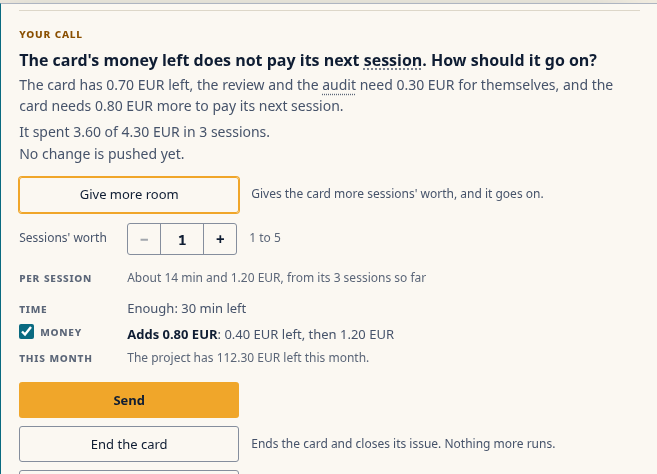 YOUR CALL
The card's money left does not pay its next session. How should it go on?
The card has 0.70 EUR left, the review and the audit need 0.30 EUR for themselves, and the
card needs 0.80 EUR more to pay its next session.
It spent 3.60 of 4.30 EUR in 3 sessions.
No change is pushed yet.
Give more room Gives the card more sessions' worth, and it goes on.
Sessions' worth − 1 + 1 to 5
PER SESSION About 14 min and 1.20 EUR, from its 3 sessions so far
TIME Enough: 30 min left
MONEY Adds 0.80 EUR: 0.40 EUR left, then 1.20 EUR
THIS MONTH The project has 112.30 EUR left this month.
Send
End the card Ends the card and closes its issue. Nothing more runs.